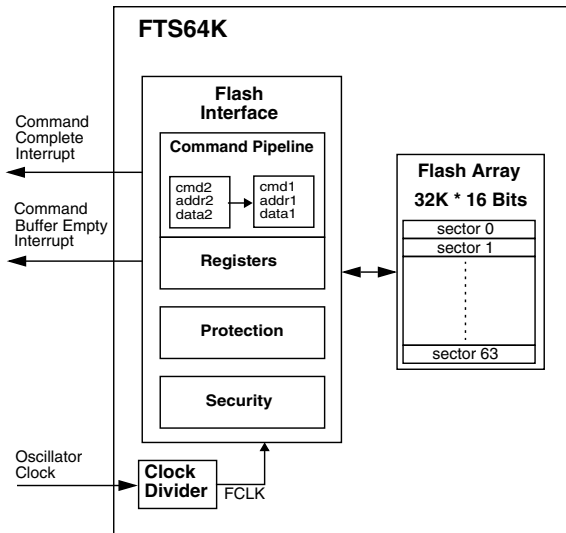 FTS64K
Flash
Interface
Command Pipeline
cmd2
addr2
data2
cmd1
addr1
data1
Registers
Protection
Security
Command
Complete
Interrupt
Command
Buffer Empty
Interrupt
Flash Array
32K * 16 Bits
sector 0
sector 1
sector 63
Oscillator
Clock
Clock
Divider
FCLK